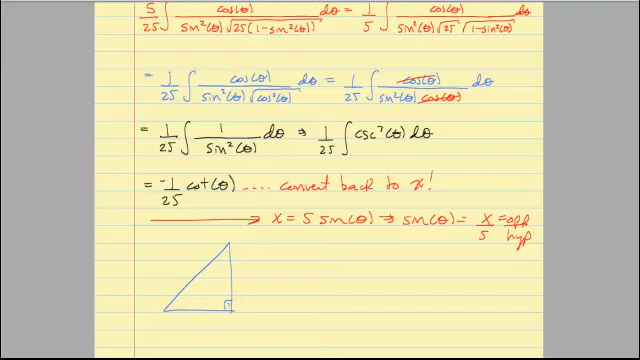 5/25 ∫ cos(θ)/(sin²(θ) √(25(1-sin²(θ)))) dθ = 1/5 ∫ cos(θ)/(sin²(θ) √25 √(1-sin²(θ))) dθ
= 1/25 ∫ cos(θ)/(sin²(θ) √(cos²(θ))) dθ = 1/25 ∫ cos(θ)/(sin²(θ) cos(θ)) dθ
= 1/25 ∫ 1/sin²(θ) dθ ⇒ 1/25 ∫ csc²(θ) dθ
= -1/25 cot(θ) .... convert back to x!
→ x = 5 sin(θ) ⇒ sin(θ) = x/5 = opp/hyp